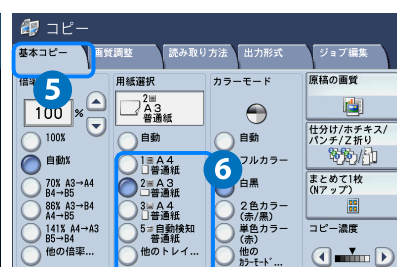 コピー
基本コピー
画質調整
読み取り方法
出力形式
ジョブ編集
5
倍率
100 %
100%
自動%
70% A3→A4
B4→B5
86% A3→B4
A4→B5
141% A4→A3
B5→B4
他の倍率...
用紙選択
2
A3
普通紙
自動
1 A4
普通紙
2 A3
普通紙
3 A4
普通紙
5 自動検知
普通紙
他のトレイ...
6
カラーモード
自動
フルカラー
白黒
2色カラー
(赤/黒)
単色カラー
(赤)
他の
カラーモード...
原稿の画質
仕分け/ホチキス/
パンチ/Z折り
まとめて1枚
(Nアップ)
コピー濃度